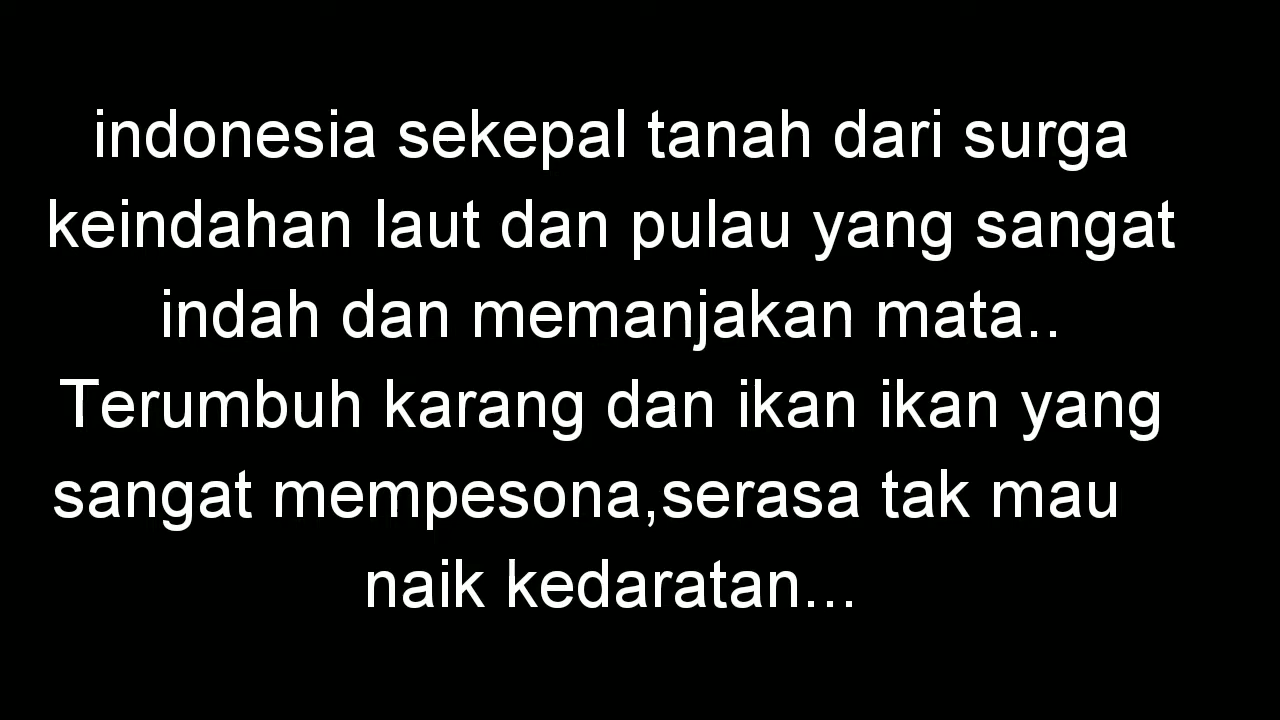 indonesia sekepal tanah dari surga
keindahan laut dan pulau yang sangat
indah dan memanjakan mata..
Terumbuh karang dan ikan ikan yang
sangat mempesona,serasa tak mau
naik kedaratan...